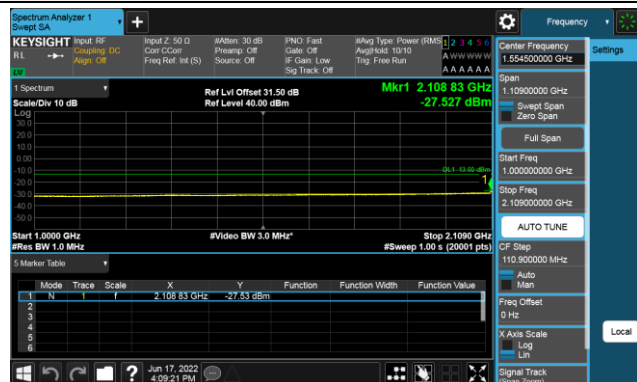 Spectrum Analyzer 1
Swept SA
Frequency
KEYSIGHT
RL
Input: RF
Coupling: DC
Align: Off
Input Z: 50 Ω
Corr CCorr
Freq Ref: Int (S)
#Atten: 30 dB
Preamp: Off
Source: Off
PNO: Fast
Gate: Off
IF Gain: Low
Sig Track: Off
#Avg Type: Power (RMS)
Avg|Hold: 10/10
Trig: Free Run
1 2 3 4 5 6
A W W W W W
A A A A A A
LV
1 Spectrum
Scale/Div 10 dB
Ref Lvl Offset 31.50 dB
Ref Level 40.00 dBm
Mkr1 2.108 83 GHz
-27.527 dBm
Log
30.0
20.0
10.0
0.00
-10.0
-20.0
-30.0
-40.0
-50.0
DL1 -13.00 dBm
1
Start 1.0000 GHz
#Res BW 1.0 MHz
#Video BW 3.0 MHz*
Stop 2.1090 GHz
#Sweep 1.00 s (20001 pts)
5 Marker Table
Mode Trace Scale X Y Function Function Width Function Value
1 N 1 f 2.108 83 GHz -27.53 dBm
2
3
4
5
6
Center Frequency
1.554500000 GHz
Settings
Span
1.10900000 GHz
Swept Span
Zero Span
Full Span
Start Freq
1.000000000 GHz
Stop Freq
2.109000000 GHz
AUTO TUNE
CF Step
110.900000 MHz
Auto
Man
Freq Offset
0 Hz
X Axis Scale
Log
Lin
Local
Signal Track
(Span Zoom)
?
Jun 17, 2022
4:09:21 PM